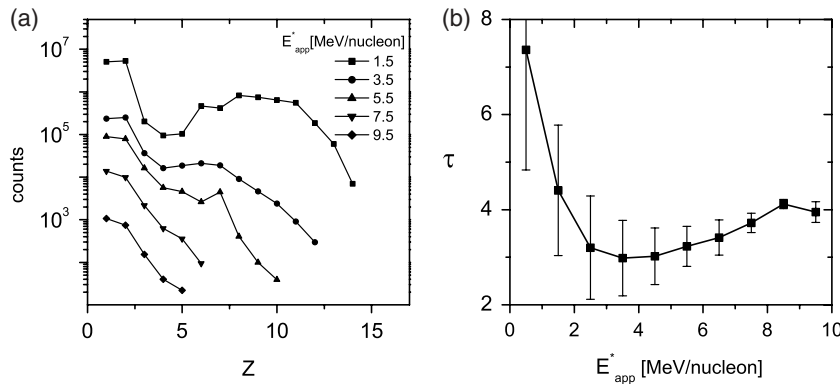 (a)
E*app[MeV/nucleon]
1.5
3.5
5.5
7.5
9.5
10^7
10^5
10^3
counts
0 5 10 15
Z
(b)
8
6
4
2
τ
0 2 4 6 8 10
E*app [MeV/nucleon]